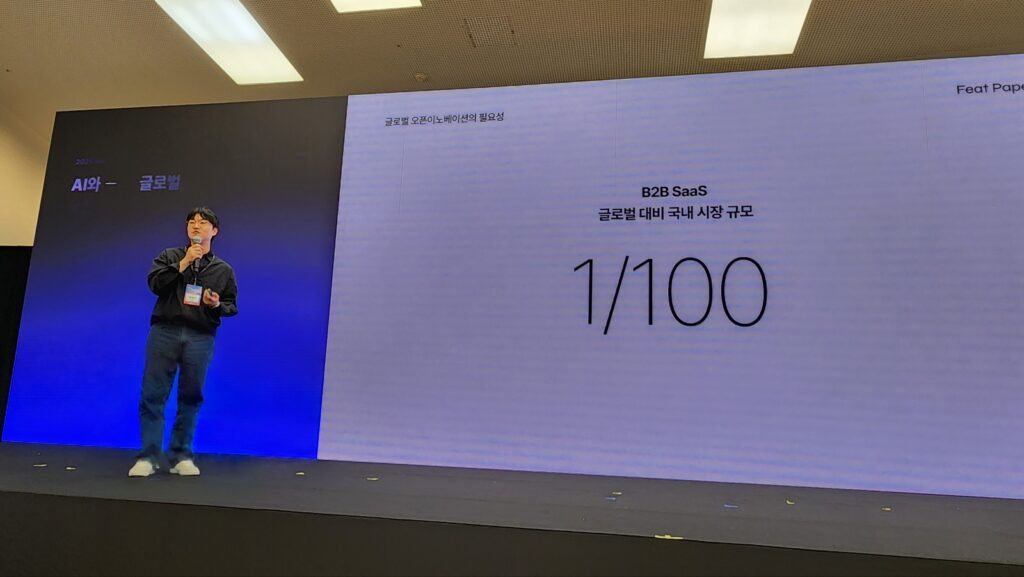 2025
AI와 — 글로벌
글로벌 오픈이노베이션의 필요성
Feat Pape
B2B SaaS
글로벌 대비 국내 시장 규모
1/100